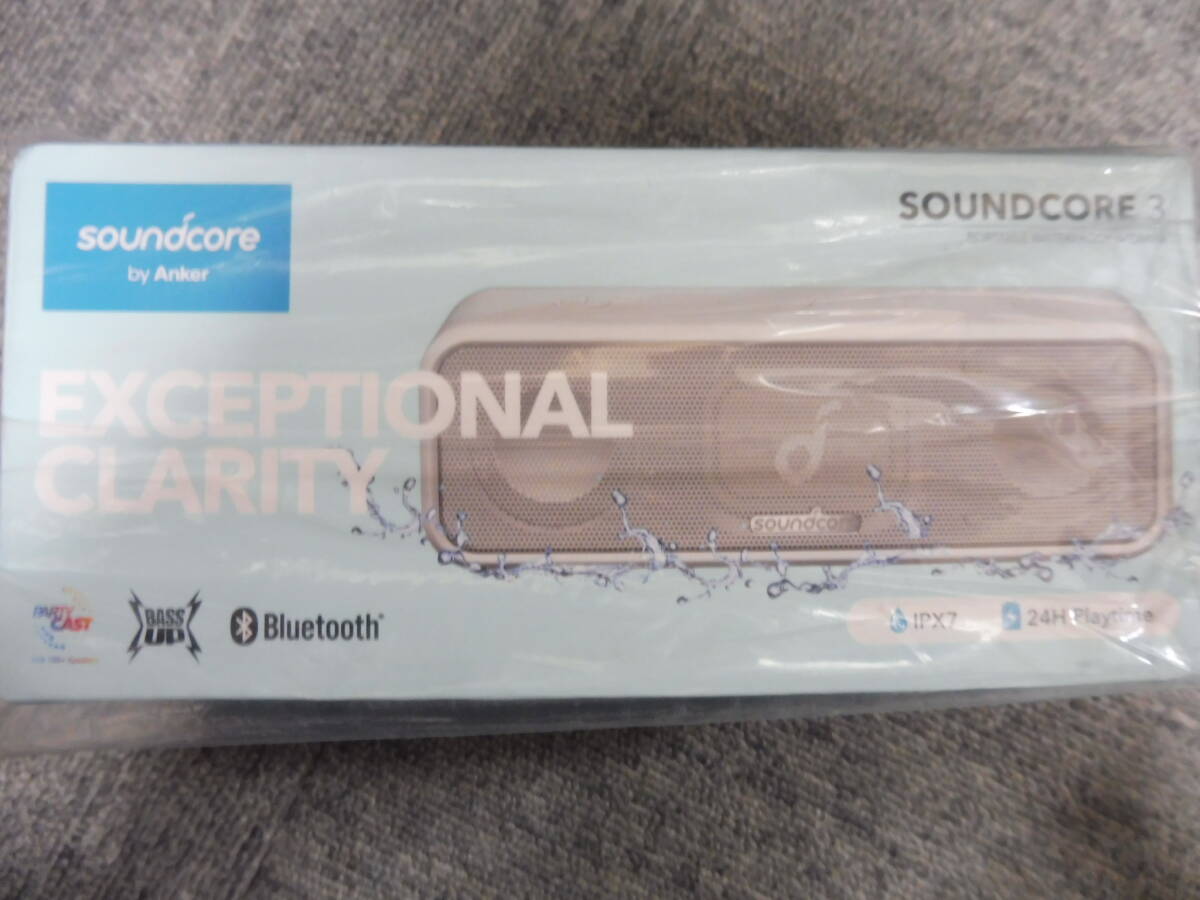 soundcore
by Anker
SOUNDCORE 3
EXCEPTIONAL
CLARITY
soundcore
PARTY
CAST
BASS
UP
Bluetooth
IPX7
24H Playtime